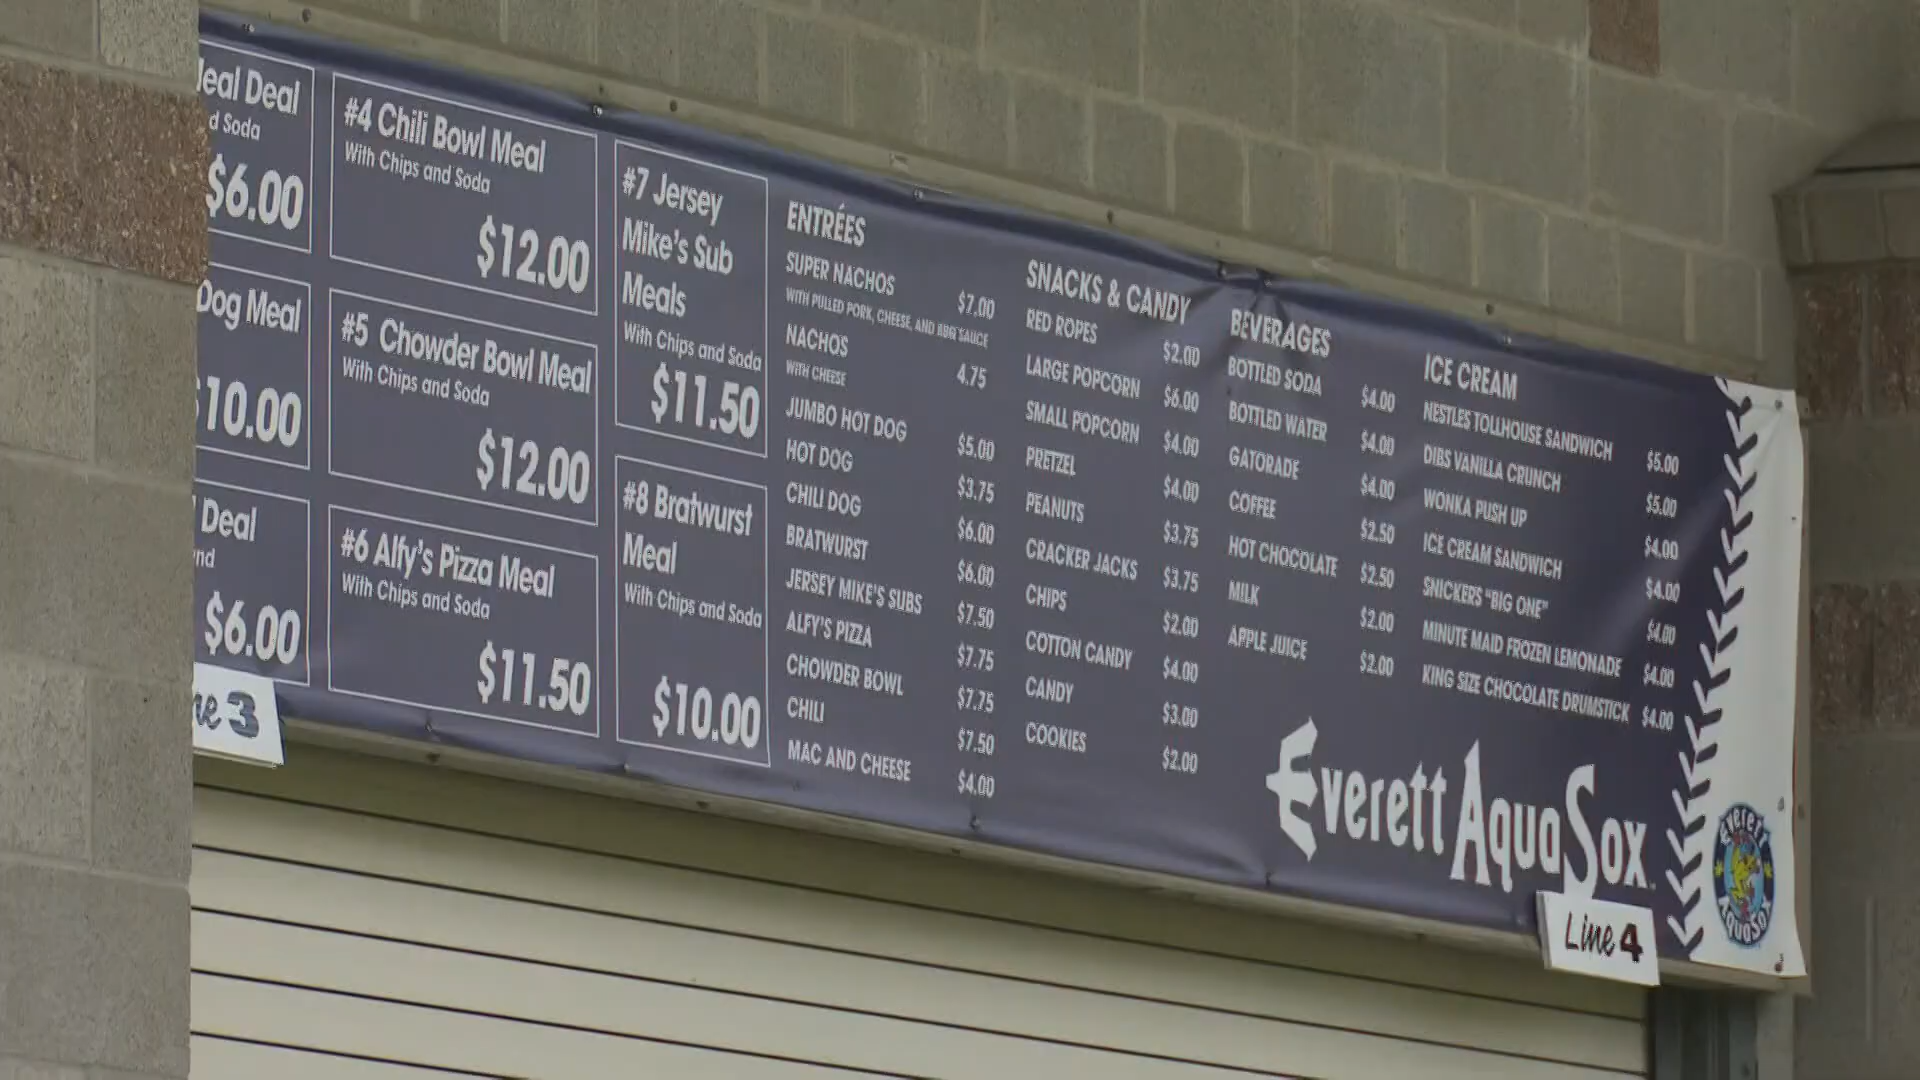 eal Deal
d Soda
$6.00
Dog Meal
10.00
Deal
nd
$6.00
#4 Chili Bowl Meal
With Chips and Soda
$12.00
#5 Chowder Bowl Meal
With Chips and Soda
$12.00
#6 Alfy's Pizza Meal
With Chips and Soda
$11.50
#7 Jersey
Mike's Sub
Meals
With Chips and Soda
$11.50
#8 Bratwurst
Meal
With Chips and Soda
$10.00
ENTRÉES
SUPER NACHOS $7.00
WITH PULLED PORK, CHEESE, AND BBQ SAUCE
NACHOS
WITH CHEESE 4.75
JUMBO HOT DOG $5.00
HOT DOG $3.75
CHILI DOG $6.00
BRATWURST $6.00
JERSEY MIKE'S SUBS $7.50
ALFY'S PIZZA $7.75
CHOWDER BOWL $7.75
CHILI $7.50
MAC AND CHEESE $4.00
SNACKS & CANDY
RED ROPES $2.00
LARGE POPCORN $6.00
SMALL POPCORN $4.00
PRETZEL $4.00
PEANUTS $3.75
CRACKER JACKS $3.75
CHIPS $2.00
COTTON CANDY $4.00
CANDY $3.00
COOKIES $2.00
BEVERAGES
BOTTLED SODA $4.00
BOTTLED WATER $4.00
GATORADE $4.00
COFFEE $2.50
HOT CHOCOLATE $2.50
MILK $2.00
APPLE JUICE $2.00
ICE CREAM
NESTLES TOLLHOUSE SANDWICH $5.00
DIBS VANILLA CRUNCH $5.00
WONKA PUSH UP $4.00
ICE CREAM SANDWICH $4.00
SNICKERS "BIG ONE" $4.00
MINUTE MAID FROZEN LEMONADE $4.00
KING SIZE CHOCOLATE DRUMSTICK $4.00
EVERETT AQUASOX
Everett
AquaSox
ne 3
Line 4